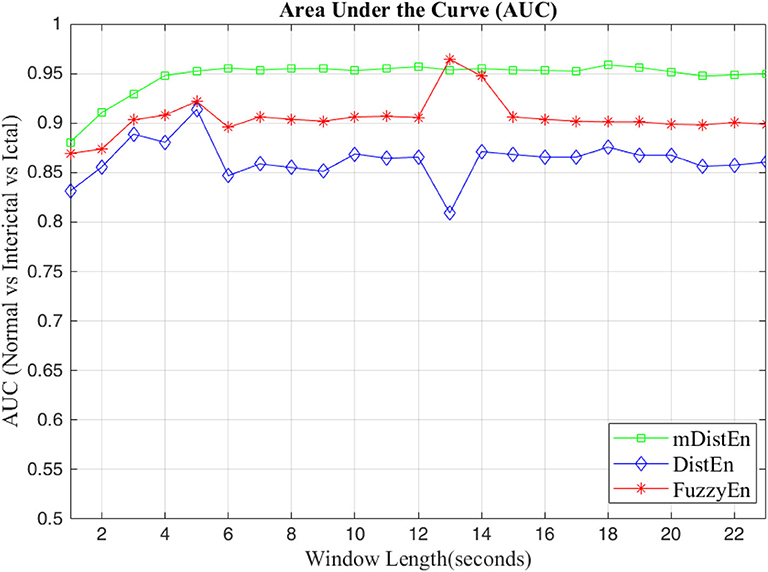 Area Under the Curve (AUC)
AUC (Normal vs Interictal vs Ictal)
1
0.95
0.9
0.85
0.8
0.75
0.7
0.65
0.6
0.55
0.5
mDistEn
DistEn
FuzzyEn
2 4 6 8 10 12 14 16 18 20 22
Window Length(seconds)